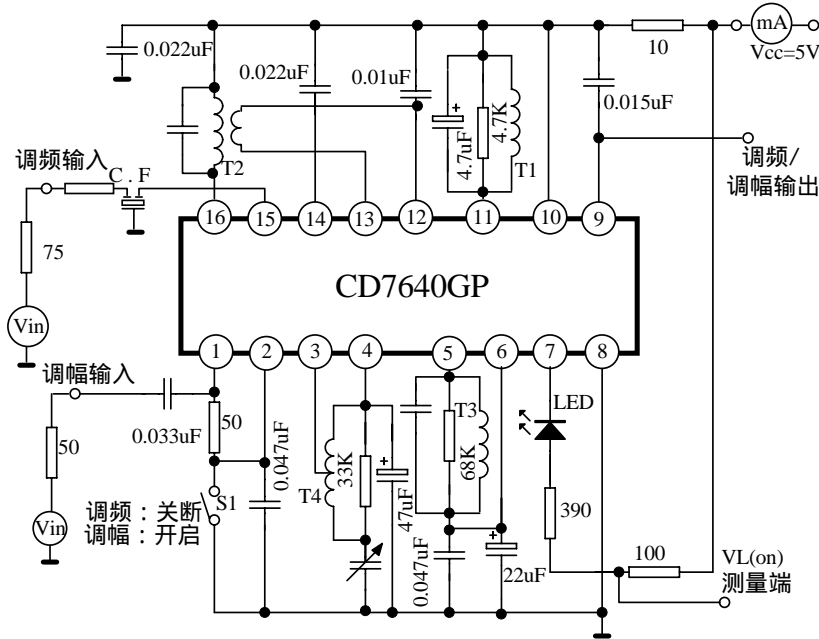 mA
10
Vcc=5V
0.022uF
0.022uF
0.01uF
0.015uF
4.7uF
4.7K
T1
T2
调频/
调幅输出
调频输入
C.F
16
15
14
13
12
11
10
9
75
CD7640GP
Vin
1
2
3
4
5
6
7
8
调幅输入
50
0.033uF
50
0.047uF
T4
33K
47uF
T3
68K
LED
390
S1
Vin
调频：关断
调幅：开启
0.047uF
22uF
100
VL(on)
测量端